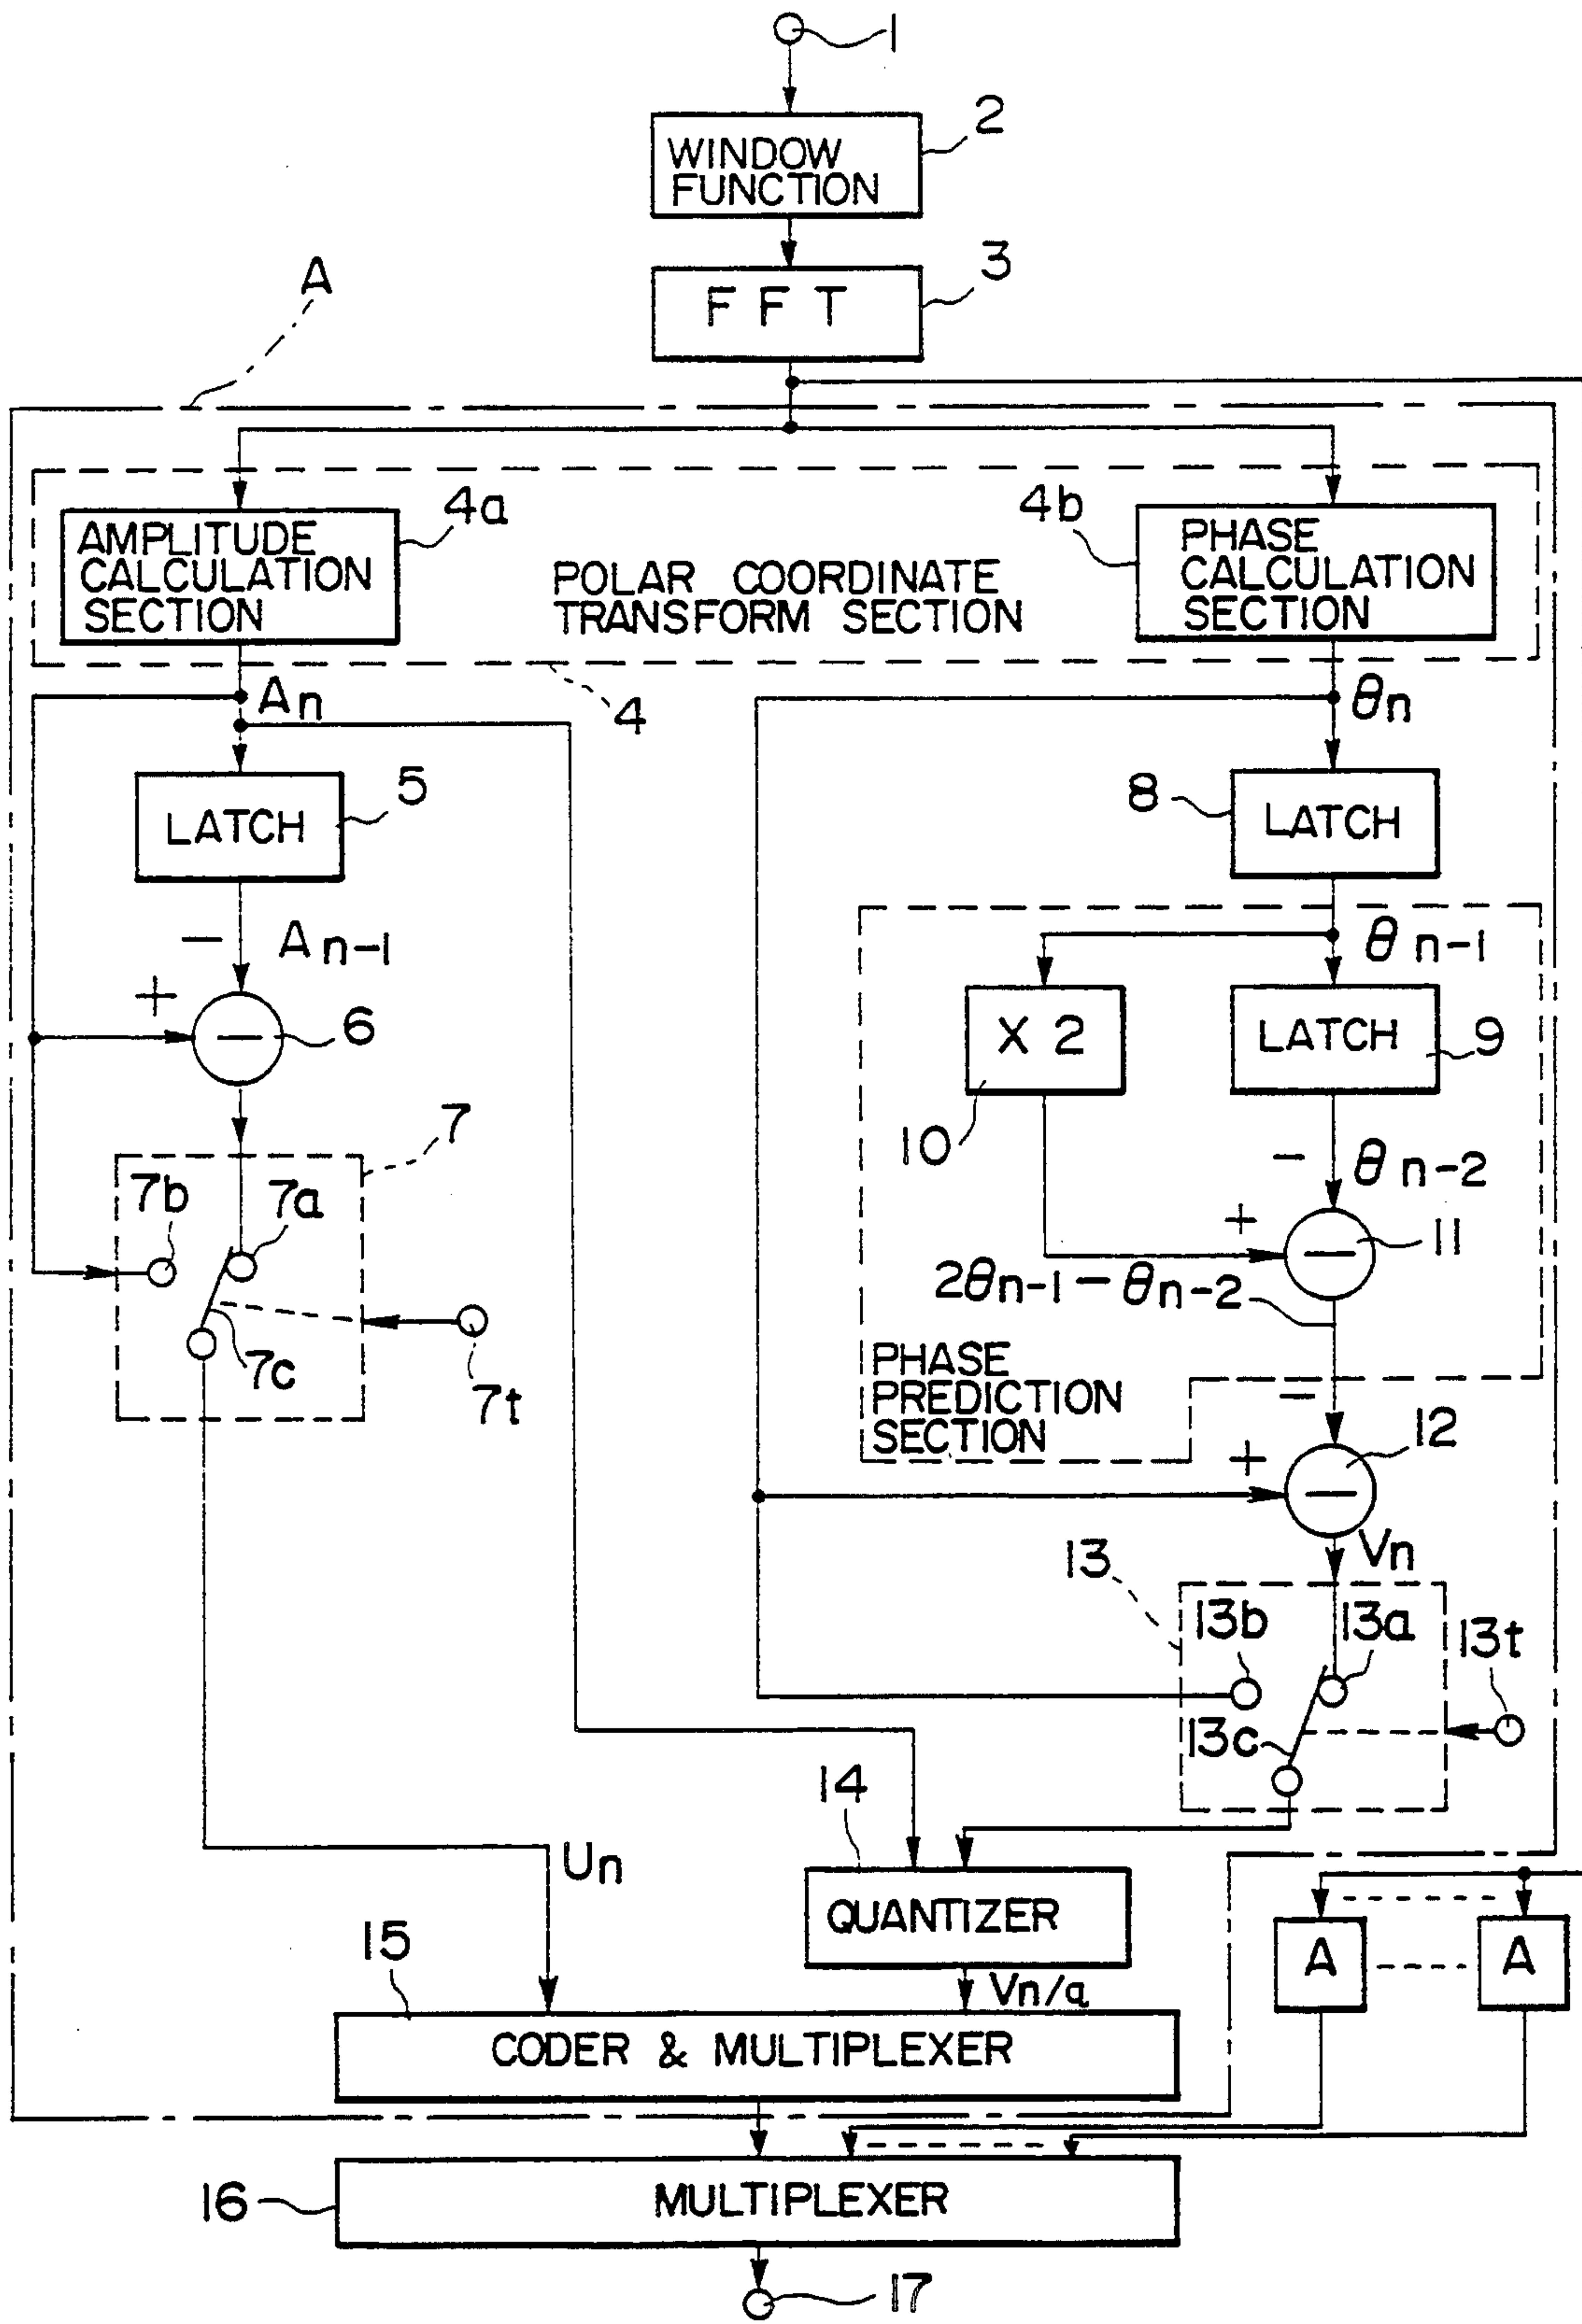 1
2
WINDOW
FUNCTION
3
F F T
A
4a
4b
AMPLITUDE
CALCULATION
SECTION
POLAR COORDINATE
TRANSFORM SECTION
PHASE
CALCULATION
SECTION
An
4
θn
5
LATCH
8
LATCH
− An-1
θn-1
+
− 6
X 2
LATCH
9
10
− θn-2
7
7b
7a
+
− 11
2θn-1 − θn-2
7c
7t
PHASE
PREDICTION
SECTION
−
12
+
−
Vn
13
13b
13a
13t
13c
14
Un
QUANTIZER
15
Vn/q
A
A
CODER & MULTIPLEXER
16
MULTIPLEXER
17